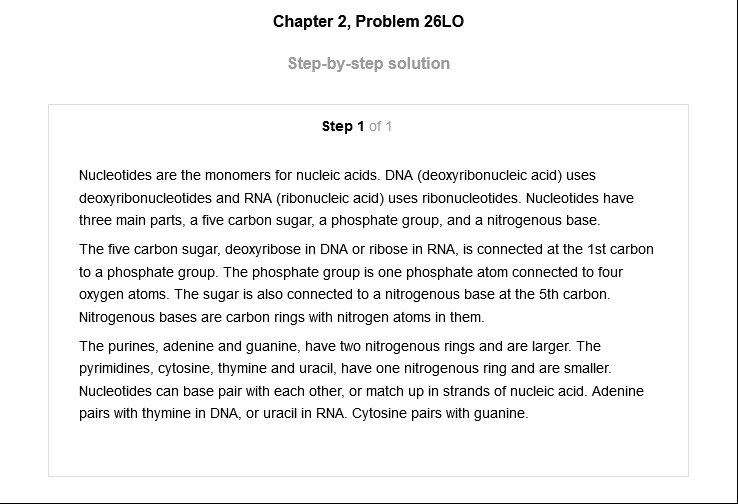 Chapter 2, Problem 26LO
Step-by-step solution
Step 1 of 1
Nucleotides are the monomers for nucleic acids. DNA (deoxyribonucleic acid) uses
deoxyribonucleotides and RNA (ribonucleic acid) uses ribonucleotides. Nucleotides have
three main parts, a five carbon sugar, a phosphate group, and a nitrogenous base.
The five carbon sugar, deoxyribose in DNA or ribose in RNA, is connected at the 1st carbon
to a phosphate group. The phosphate group is one phosphate atom connected to four
oxygen atoms. The sugar is also connected to a nitrogenous base at the 5th carbon.
Nitrogenous bases are carbon rings with nitrogen atoms in them.
The purines, adenine and guanine, have two nitrogenous rings and are larger. The
pyrimidines, cytosine, thymine and uracil, have one nitrogenous ring and are smaller.
Nucleotides can base pair with each other, or match up in strands of nucleic acid. Adenine
pairs with thymine in DNA, or uracil in RNA. Cytosine pairs with guanine.